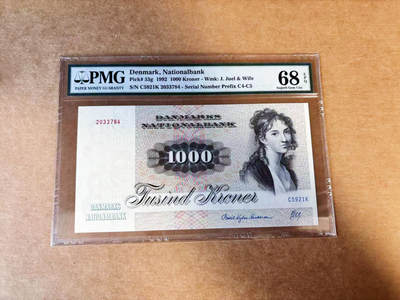 PMG
PAPER MONEY GUARANTY
Denmark, Nationalbank
Pick# 53g 1992 1000 Kroner - Wmk: J. Juel & Wife
S/N C5921K 2033784 - Serial Number Prefix C4-C5
68 EPQ
Superb Gem Unc
2033784
DANMARKS
NATIONALBANK
1000
Tusind Kroner
DANMARKS
NATIONALBANK
C5921K